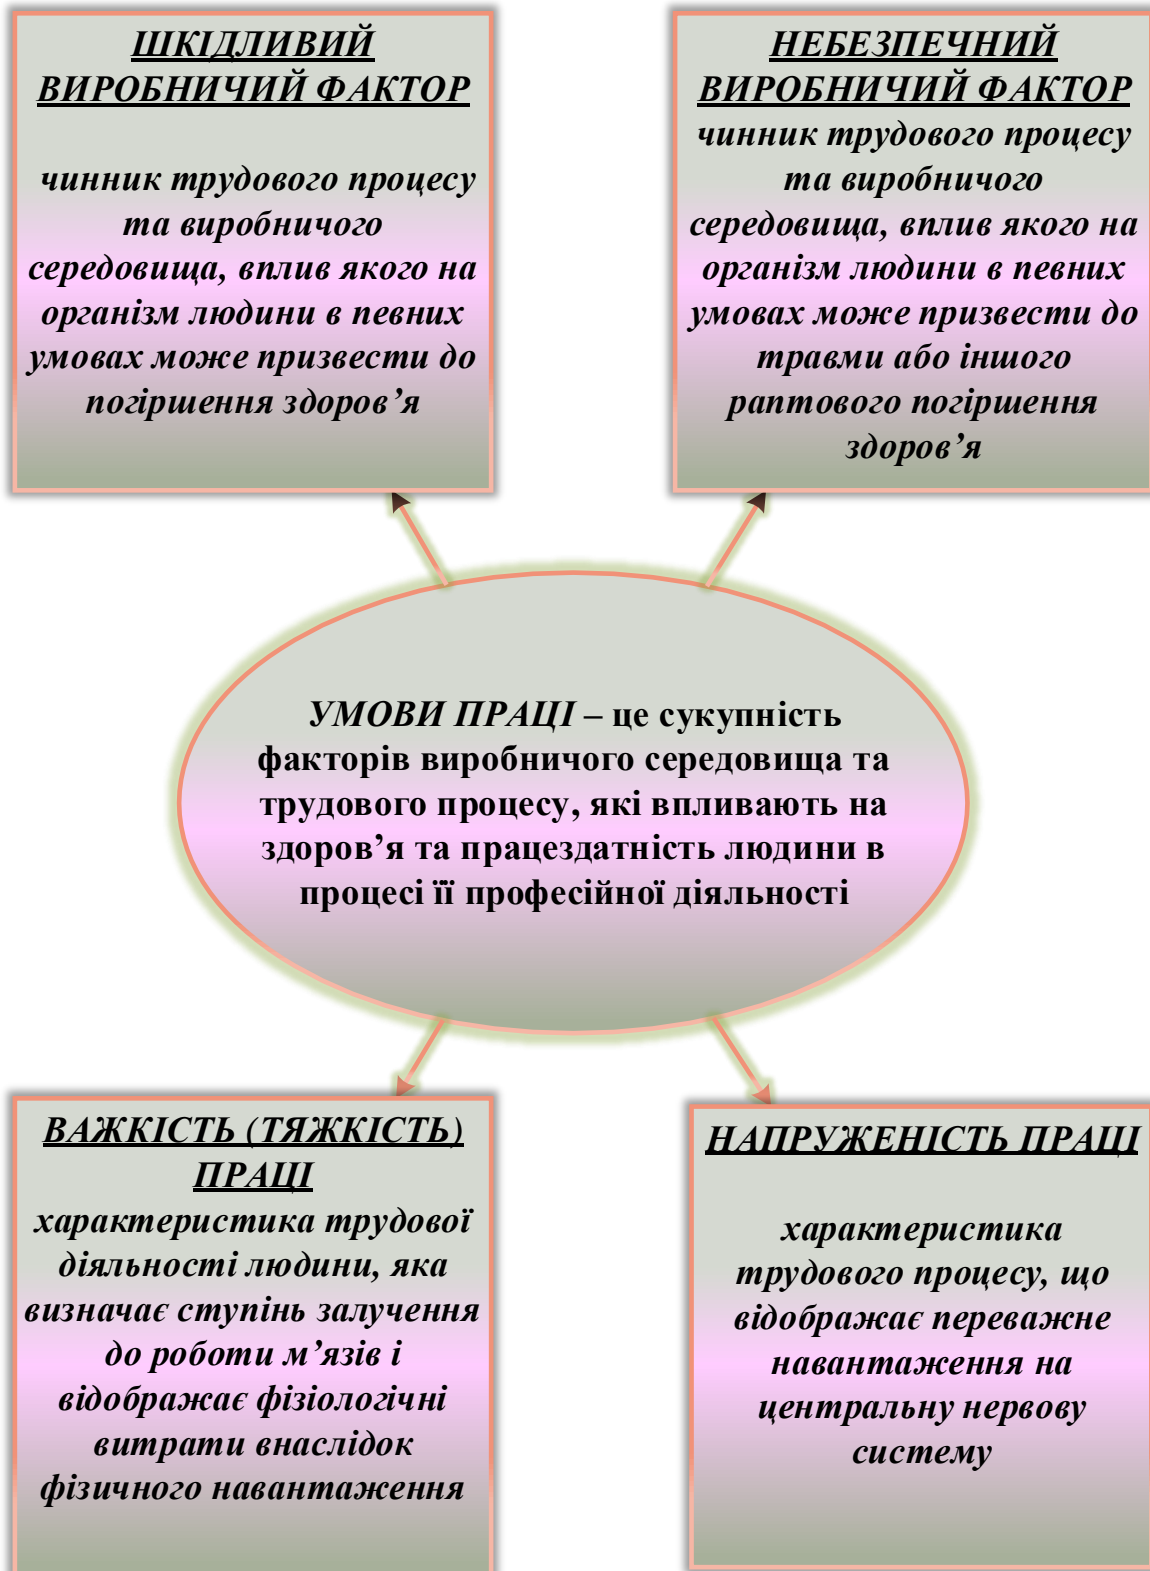 ШКІДЛИВИЙ
ВИРОБНИЧИЙ ФАКТОР
чинник трудового процесу
та виробничого
середовища, вплив якого на
організм людини в певних
умовах може призвести до
погіршення здоров’я
НЕБЕЗПЕЧНИЙ
ВИРОБНИЧИЙ ФАКТОР
чинник трудового процесу
та виробничого
середовища, вплив якого на
організм людини в певних
умовах може призвести до
травми або іншого
раптового погіршення
здоров’я
УМОВИ ПРАЦІ – це сукупність
факторів виробничого середовища та
трудового процесу, які впливають на
здоров’я та працездатність людини в
процесі її професійної діяльності
ВАЖКІСТЬ (ТЯЖКІСТЬ)
ПРАЦІ
характеристика трудової
діяльності людини, яка
визначає ступінь залучення
до роботи м’язів і
відображає фізіологічні
витрати внаслідок
фізичного навантаження
НАПРУЖЕНІСТЬ ПРАЦІ
характеристика
трудового процесу, що
відображає переважне
навантаження на
центральну нервову
систему